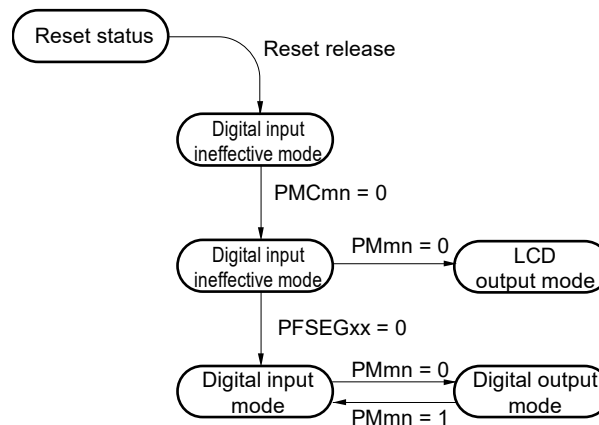 Reset status
Reset release
Digital input
ineffective mode
PMCmn = 0
Digital input
ineffective mode
PMmn = 0
LCD
output mode
PFSEGxx = 0
Digital input
mode
PMmn = 0
PMmn = 1
Digital output
mode